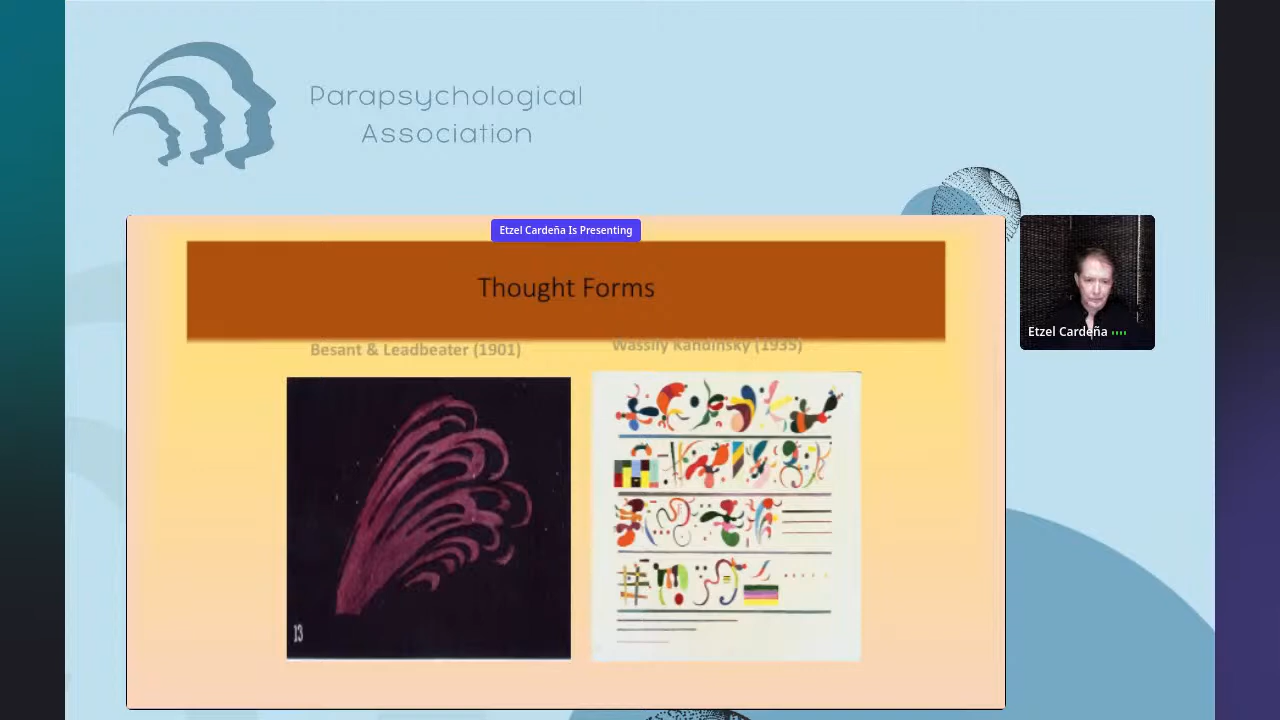 Parapsychological
Association
Etzel Cardeña Is Presenting
Thought Forms
Besant & Leadbeater (1901)
Wassily Kandinsky (1935)
Etzel Cardeña
13